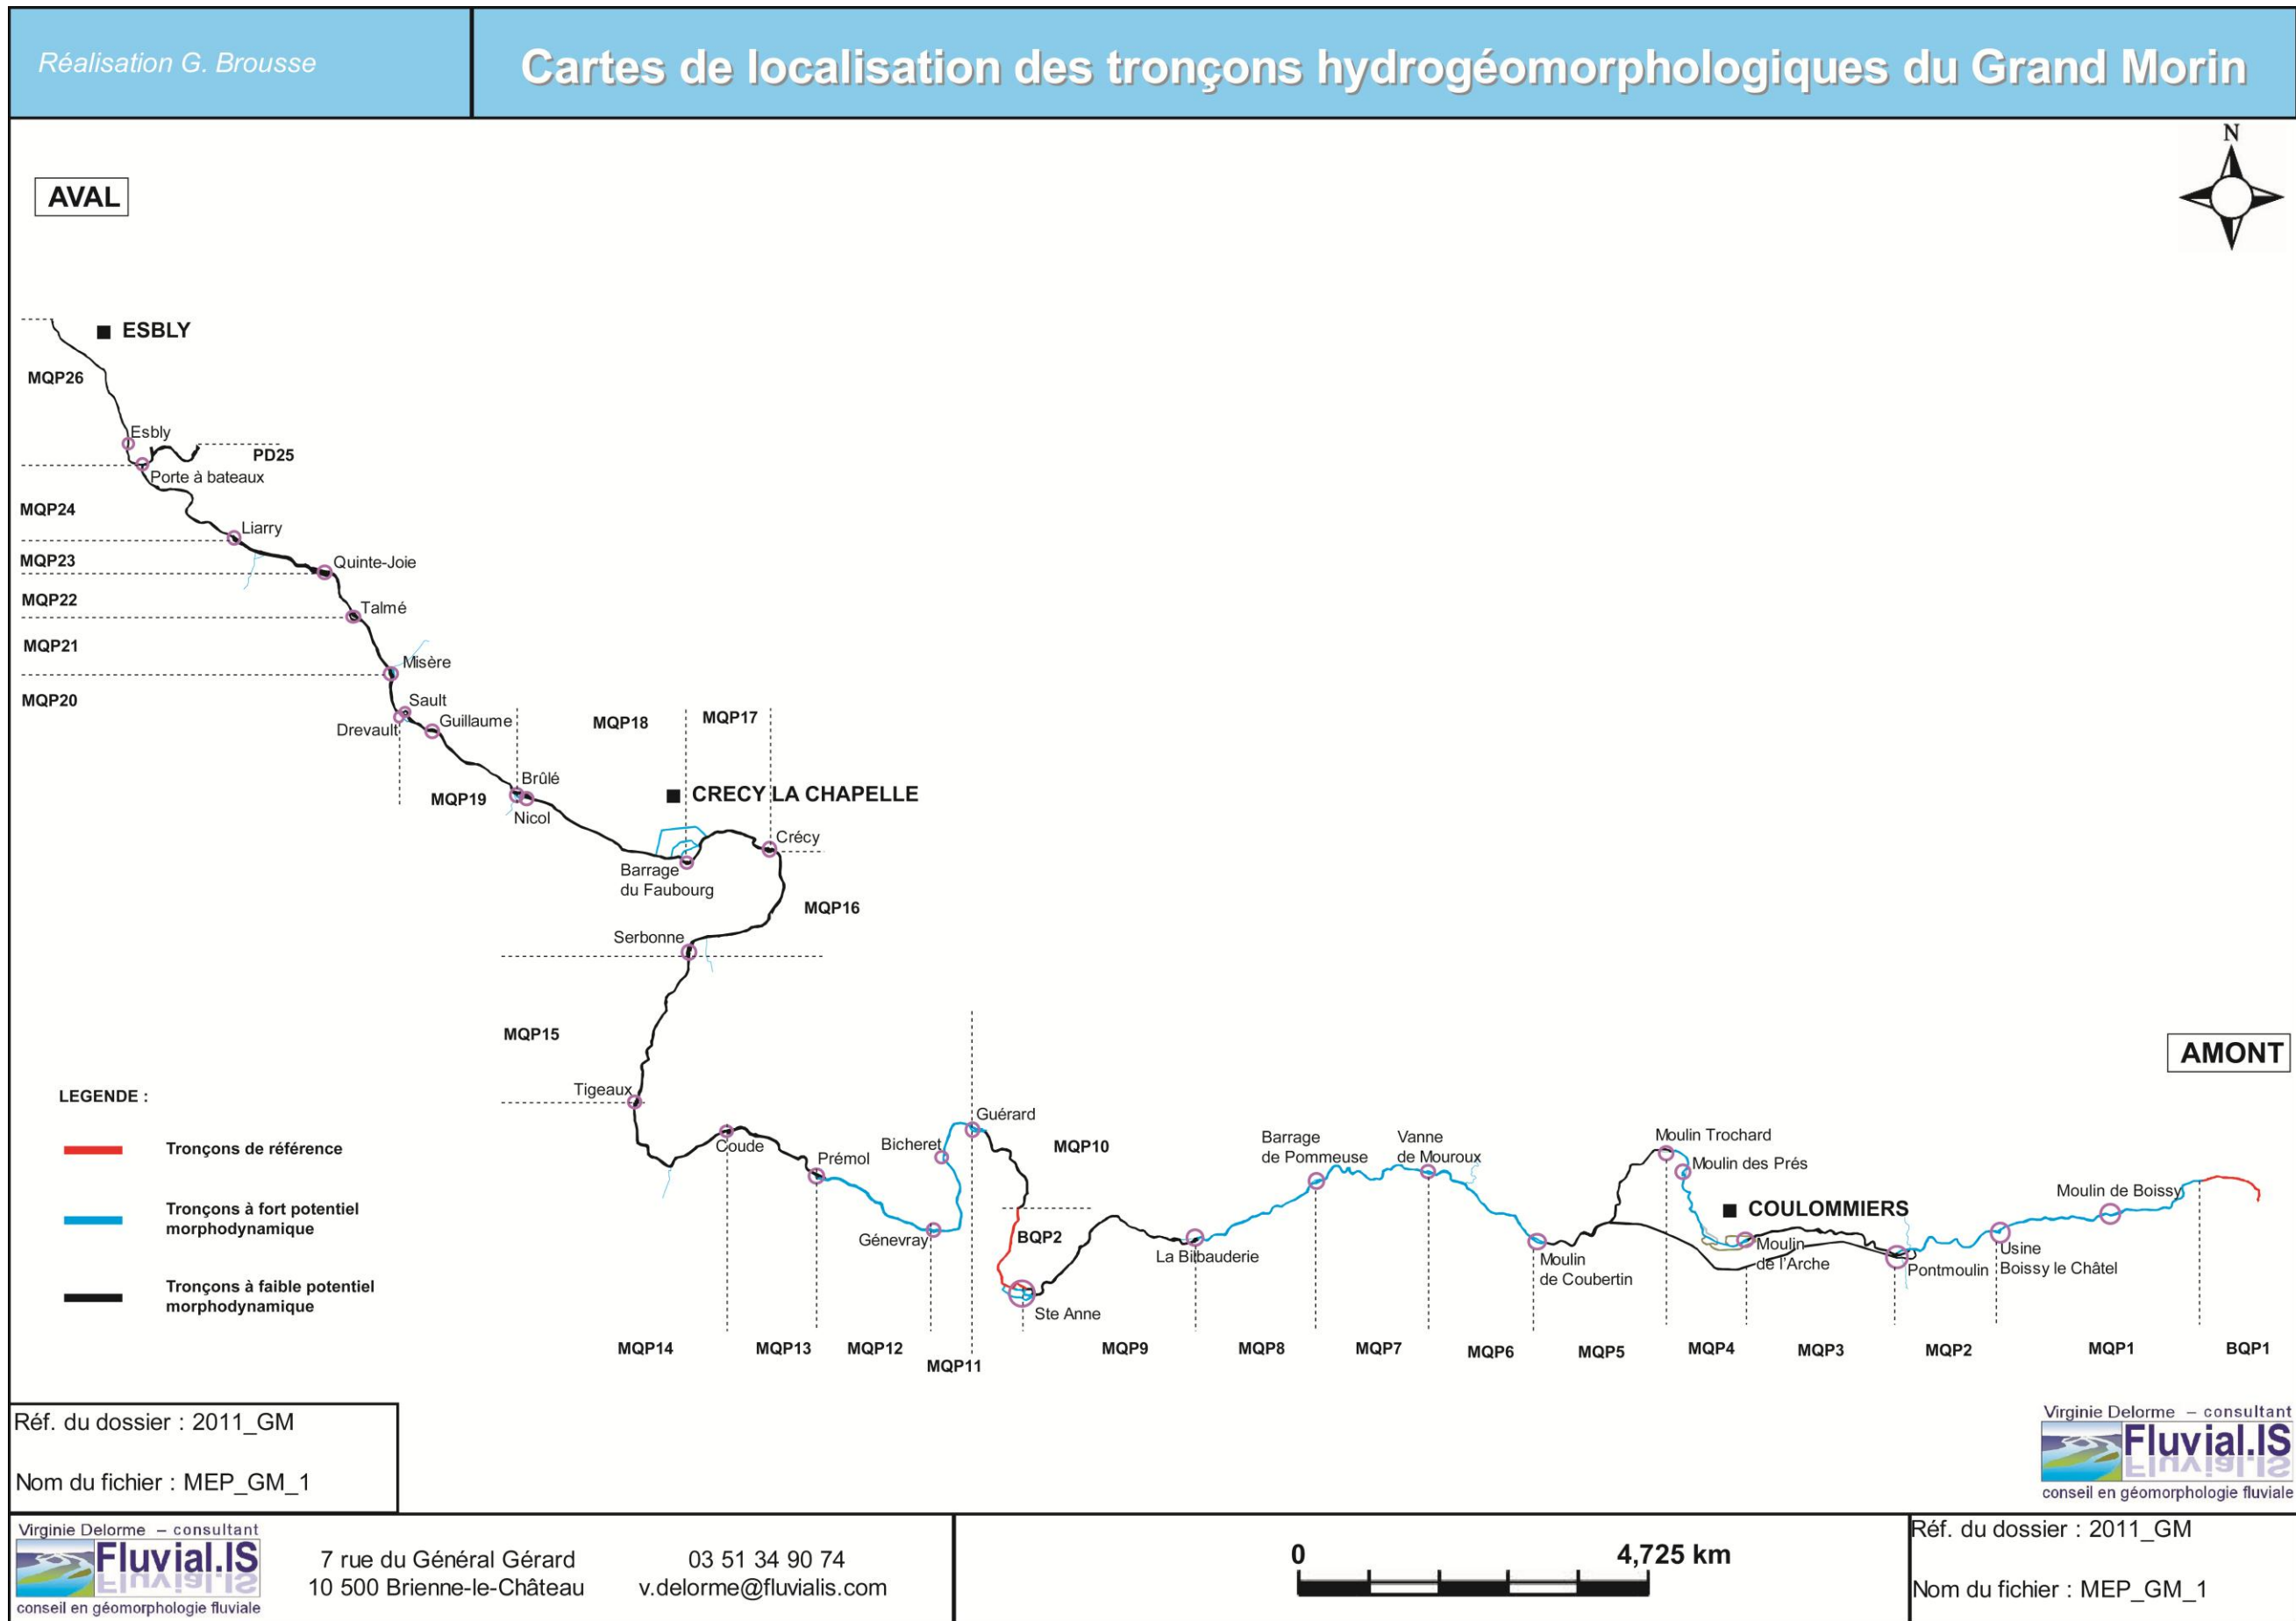 Réalisation G. Brousse
Cartes de localisation des tronçons hydrogéomorphologiques du Grand Morin
N
AVAL
ESBLY
MQP26
Esbly
PD25
Porte à bateaux
MQP24
Liarry
MQP23
Quinte-Joie
MQP22
Talmé
MQP21
Misère
MQP20
Sault
Guillaume
Drevault
MQP18
MQP17
Brûlé
MQP19
Nicol
CRECY LA CHAPELLE
Crécy
Barrage
du Faubourg
MQP16
Serbonne
MQP15
AMONT
Tigeaux
Coude
Prémol
Bicheret
Guérard
MQP10
Génevray
BQP2
Ste Anne
La Bilbauderie
Barrage
de Pommeuse
Vanne
de Mouroux
Moulin
de Coubertin
Moulin Trochard
Moulin des Prés
COULOMMIERS
Moulin
de l'Arche
Pontmoulin
Usine
Boissy le Châtel
Moulin de Boissy
MQP14
MQP13
MQP12
MQP11
MQP9
MQP8
MQP7
MQP6
MQP5
MQP4
MQP3
MQP2
MQP1
BQP1
LEGENDE :
Tronçons de référence
Tronçons à fort potentiel
morphodynamique
Tronçons à faible potentiel
morphodynamique
Réf. du dossier : 2011_GM
Nom du fichier : MEP_GM_1
Virginie Delorme – consultant
Fluvial.IS
conseil en géomorphologie fluviale
Virginie Delorme – consultant
Fluvial.IS
conseil en géomorphologie fluviale
7 rue du Général Gérard
10 500 Brienne-le-Château
03 51 34 90 74
v.delorme@fluvialis.com
0
4,725 km
Réf. du dossier : 2011_GM
Nom du fichier : MEP_GM_1